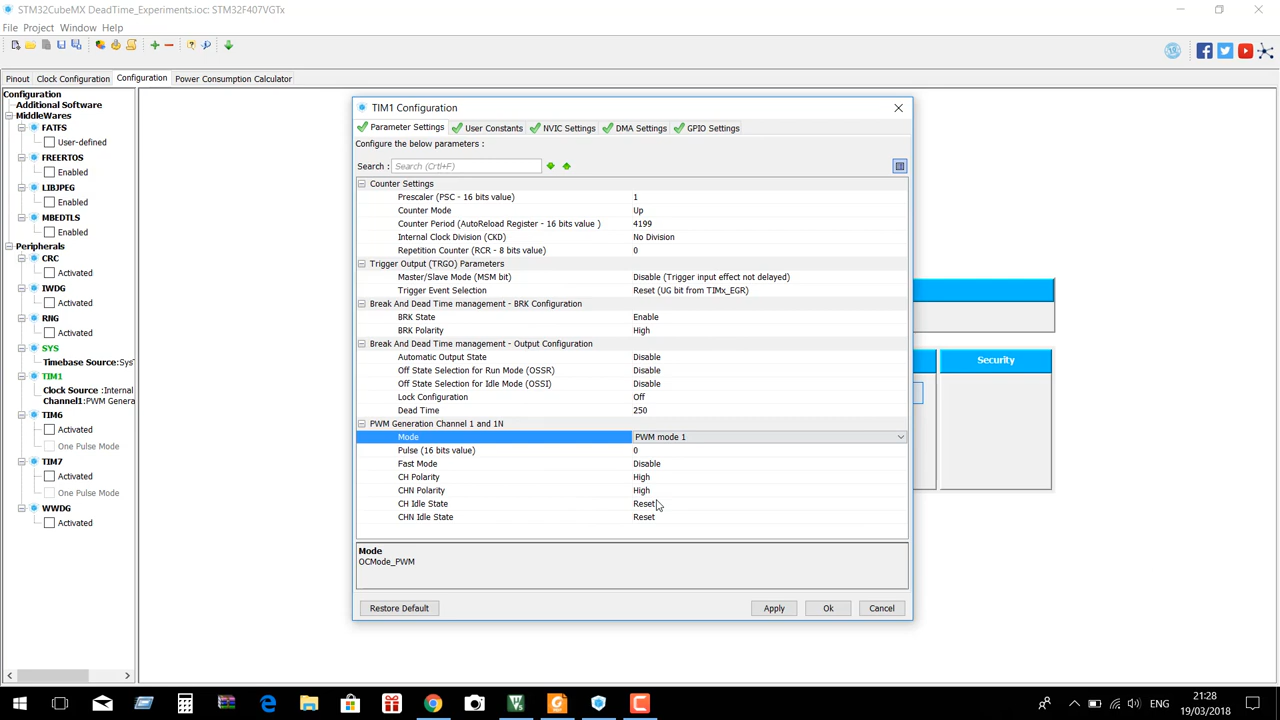 STM32CubeMX DeadTime_Experiments.ioc: STM32F407VGTx
File Project Window Help
Pinout Clock Configuration Configuration Power Consumption Calculator
Configuration
Additional Software
MiddleWares
FATFS
User-defined
FREERTOS
Enabled
LIBJPEG
Enabled
MBEDTLS
Enabled
Peripherals
CRC
Activated
IWDG
Activated
RNG
Activated
SYS
Timebase Source:Sys
TIM1
Clock Source :Internal
Channel1:PWM Genera
TIM6
Activated
One Pulse Mode
TIM7
Activated
One Pulse Mode
WWDG
Activated
TIM1 Configuration
Parameter Settings User Constants NVIC Settings DMA Settings GPIO Settings
Configure the below parameters :
Search : Search (Crtl+F)
Counter Settings
Prescaler (PSC - 16 bits value) 1
Counter Mode Up
Counter Period (AutoReload Register - 16 bits value ) 4199
Internal Clock Division (CKD) No Division
Repetition Counter (RCR - 8 bits value) 0
Trigger Output (TRGO) Parameters
Master/Slave Mode (MSM bit) Disable (Trigger input effect not delayed)
Trigger Event Selection Reset (UG bit from TIMx_EGR)
Break And Dead Time management - BRK Configuration
BRK State Enable
BRK Polarity High
Break And Dead Time management - Output Configuration
Automatic Output State Disable
Off State Selection for Run Mode (OSSR) Disable
Off State Selection for Idle Mode (OSSI) Disable
Lock Configuration Off
Dead Time 250
PWM Generation Channel 1 and 1N
Mode PWM mode 1
Pulse (16 bits value) 0
Fast Mode Disable
CH Polarity High
CHN Polarity High
CH Idle State Reset
CHN Idle State Reset
Mode
OCMode_PWM
Restore Default Apply Ok Cancel
Security
ENG
21:28
19/03/2018